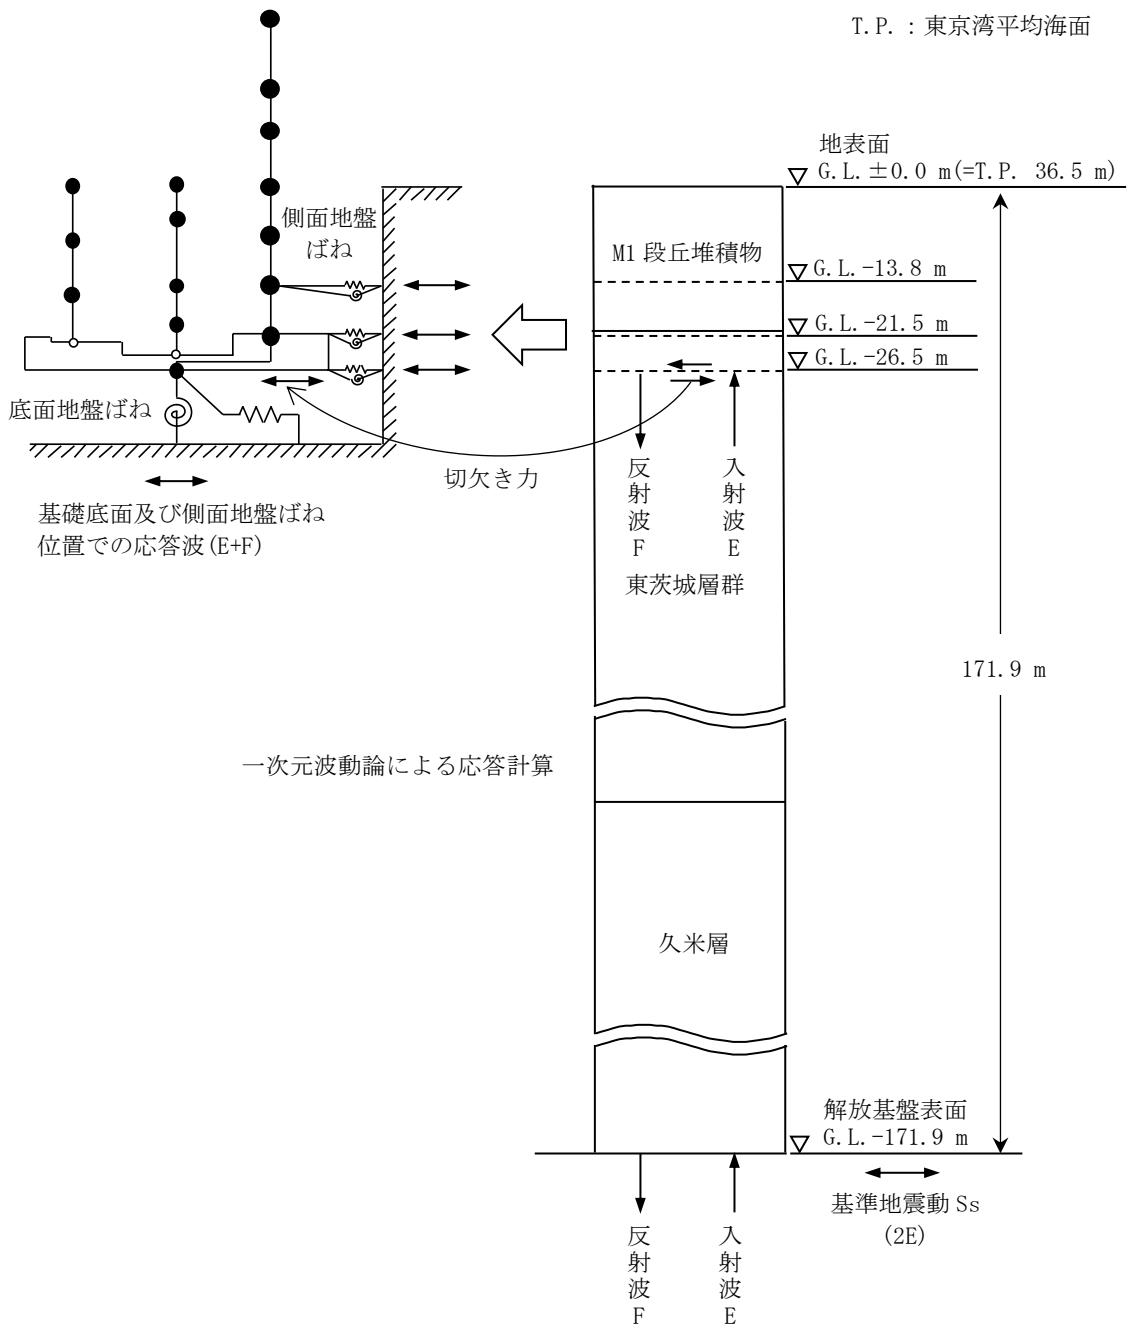 T.P. : 東京湾平均海面
地表面
G.L.±0.0 m(=T.P. 36.5 m)
側面地盤
ばね
M1 段丘堆積物
G.L.-13.8 m
G.L.-21.5 m
G.L.-26.5 m
底面地盤ばね
切欠き力
反射波F
入射波E
基礎底面及び側面地盤ばね
位置での応答波(E+F)
東茨城層群
171.9 m
一次元波動論による応答計算
久米層
解放基盤表面
G.L.-171.9 m
基準地震動 Ss
(2E)
反射波F
入射波E